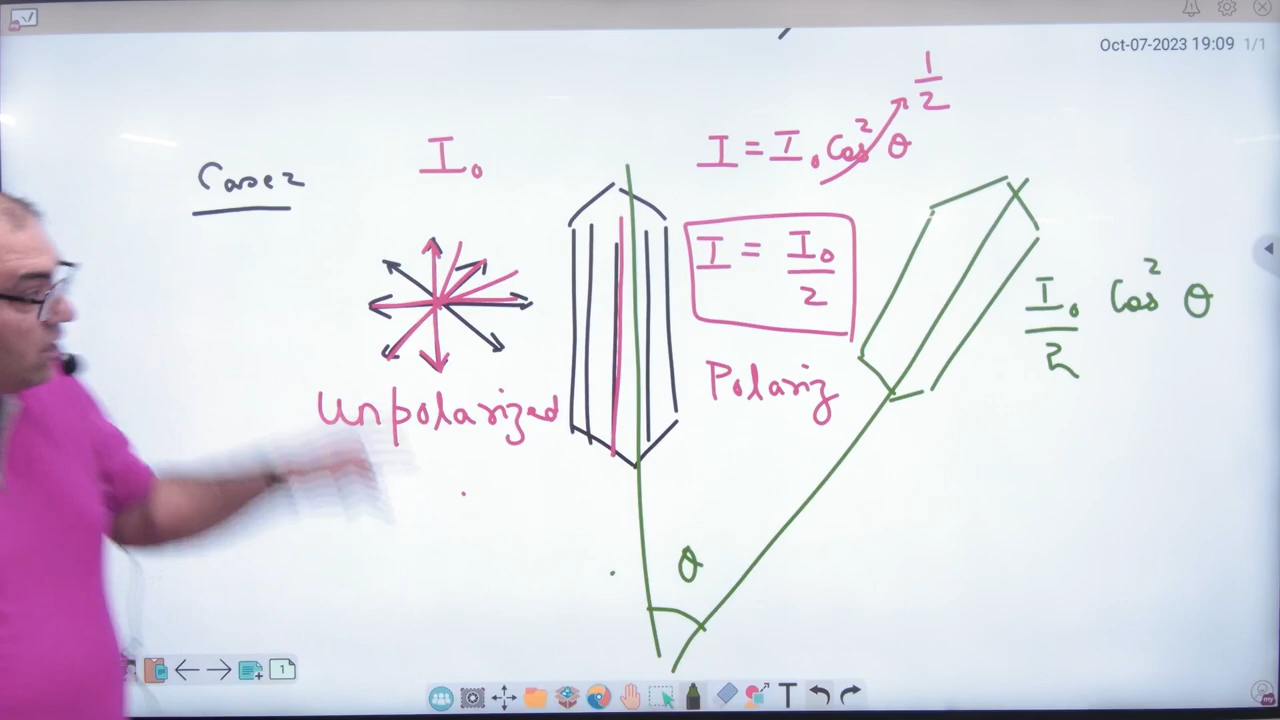 Oct-07-2023 19:09 1/1
1/2
I₀
I = I₀ Cos² θ
Case 2
I = I₀/2
I₀/2 Cos² θ
Polariz
Unpolarized
θ
1
T